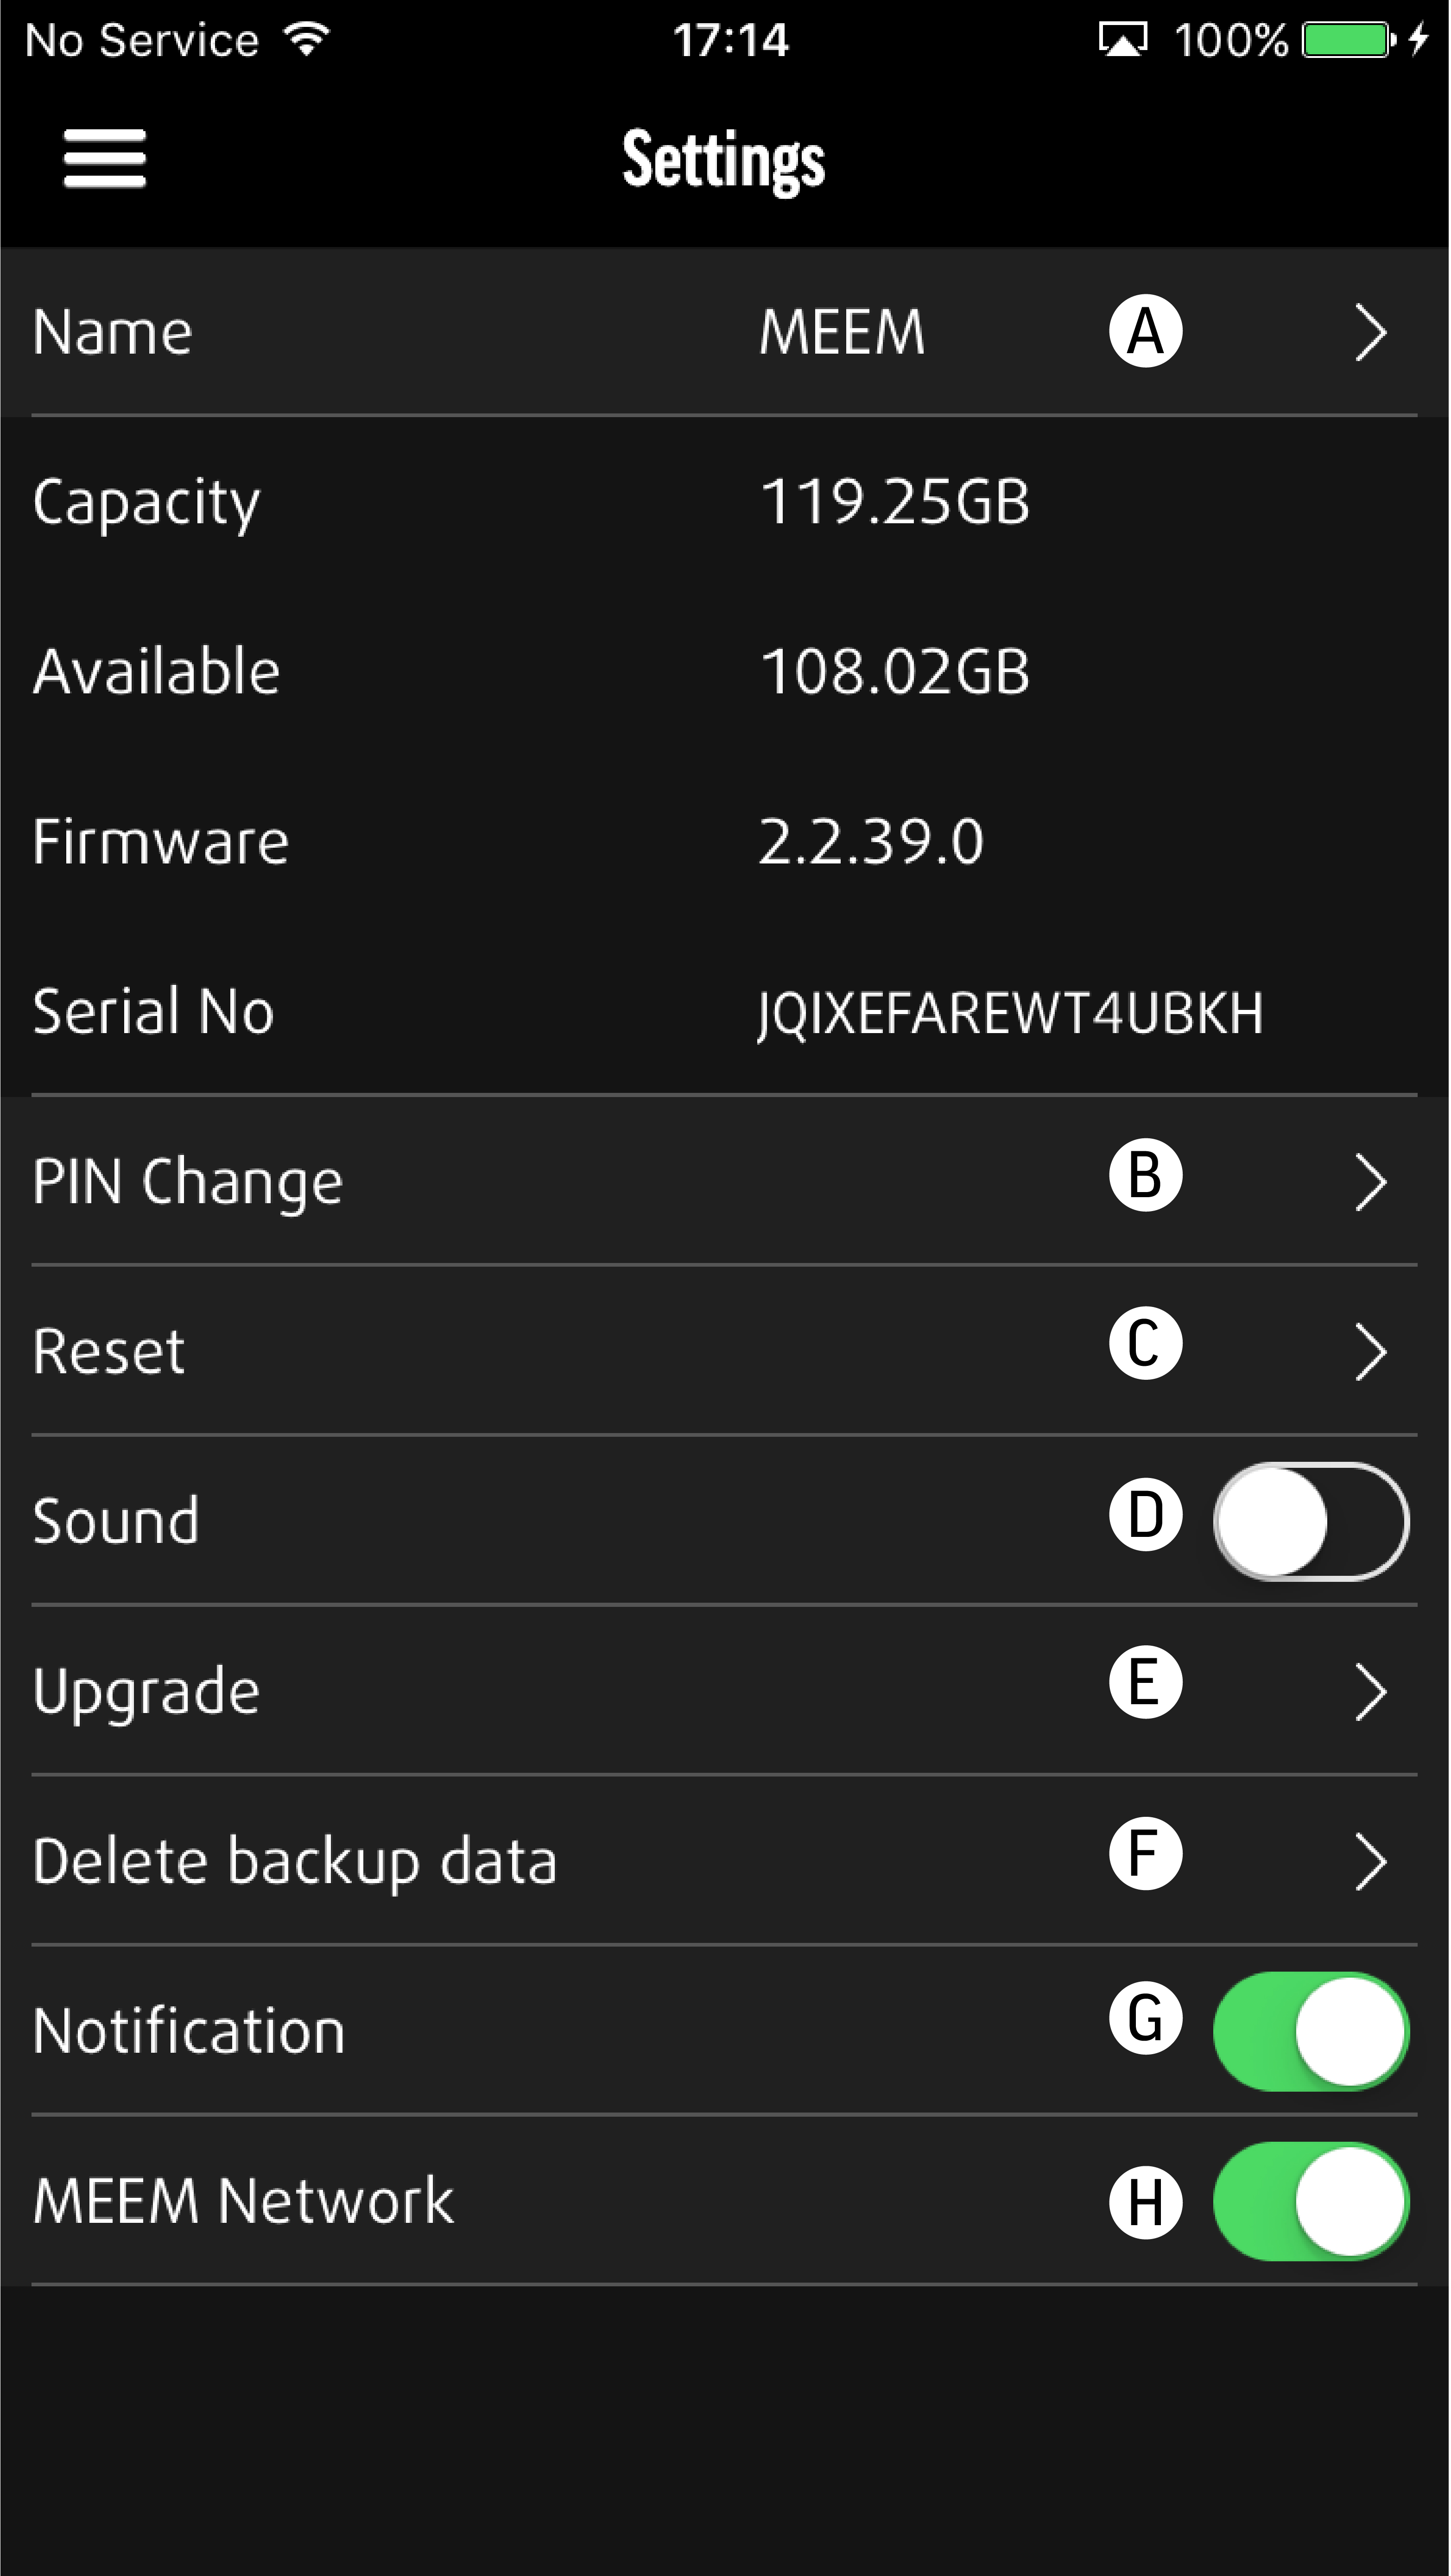 No Service 17:14 100%
Settings
Name MEEM A
Capacity 119.25GB
Available 108.02GB
Firmware 2.2.39.0
Serial No JQIXEFAREWT4UBKH
PIN Change B
Reset C
Sound D
Upgrade E
Delete backup data F
Notification G
MEEM Network H